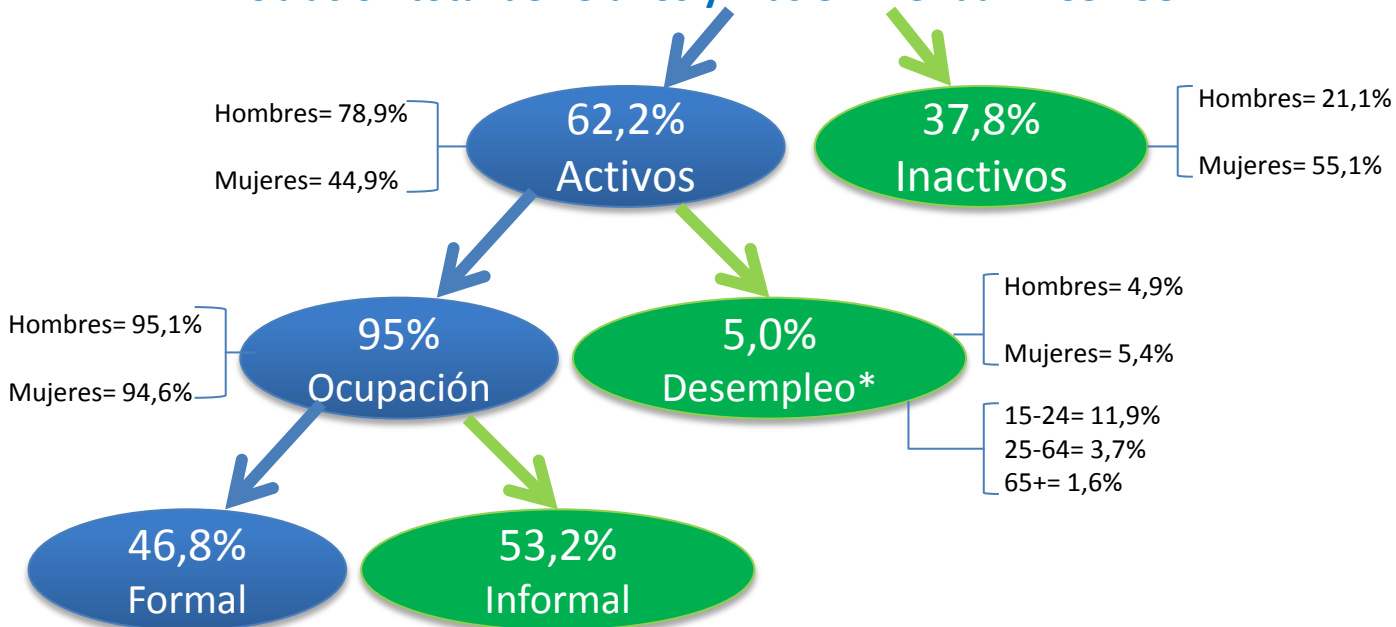 Hombres= 78,9%
Mujeres= 44,9%
62,2%
Activos
37,8%
Inactivos
Hombres= 21,1%
Mujeres= 55,1%
Hombres= 95,1%
Mujeres= 94,6%
95%
Ocupación
5,0%
Desempleo*
Hombres= 4,9%
Mujeres= 5,4%
15-24= 11,9%
25-64= 3,7%
65+= 1,6%
46,8%
Formal
53,2%
Informal